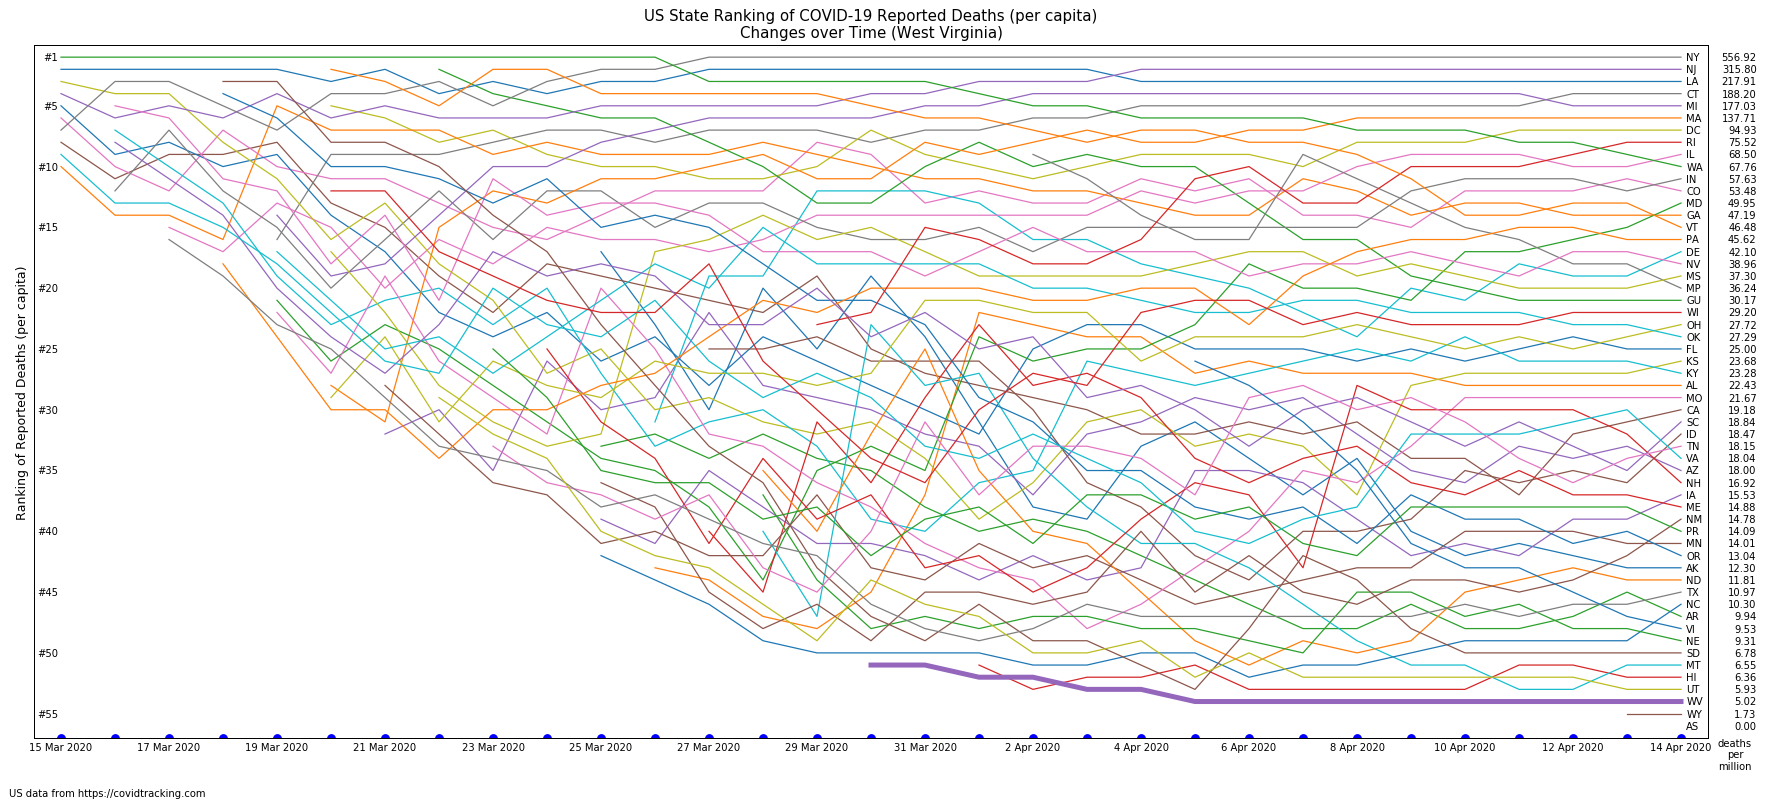 US State Ranking of COVID-19 Reported Deaths (per capita)
Changes over Time (West Virginia)
Ranking of Reported Deaths (per capita)
#1
#5
#10
#15
#20
#25
#30
#35
#40
#45
#50
#55
NY 556.92
NJ 315.80
LA 217.91
CT 188.20
MI 177.03
MA 137.71
DC 94.93
RI 75.52
IL 68.50
WA 67.76
IN 57.63
CO 53.48
MD 49.95
GA 47.19
VT 46.48
PA 45.62
DE 42.10
NV 38.96
MS 37.30
MP 36.24
GU 30.17
WI 29.20
OH 27.72
OK 27.29
FL 25.00
KS 23.68
KY 23.28
AL 22.43
MO 21.67
CA 19.18
SC 18.84
ID 18.47
TN 18.15
VA 18.04
AZ 18.00
NH 16.92
IA 15.53
ME 14.88
NM 14.78
PR 14.09
MN 14.01
OR 13.04
AK 12.30
ND 11.81
TX 10.97
NC 10.30
AR 9.94
VI 9.53
NE 9.31
SD 6.78
MT 6.55
HI 6.36
UT 5.93
WV 5.02
WY 1.73
AS 0.00
15 Mar 2020 17 Mar 2020 19 Mar 2020 21 Mar 2020 23 Mar 2020 25 Mar 2020 27 Mar 2020 29 Mar 2020 31 Mar 2020 2 Apr 2020 4 Apr 2020 6 Apr 2020 8 Apr 2020 10 Apr 2020 12 Apr 2020 14 Apr 2020
deaths
per
million
US data from https://covidtracking.com